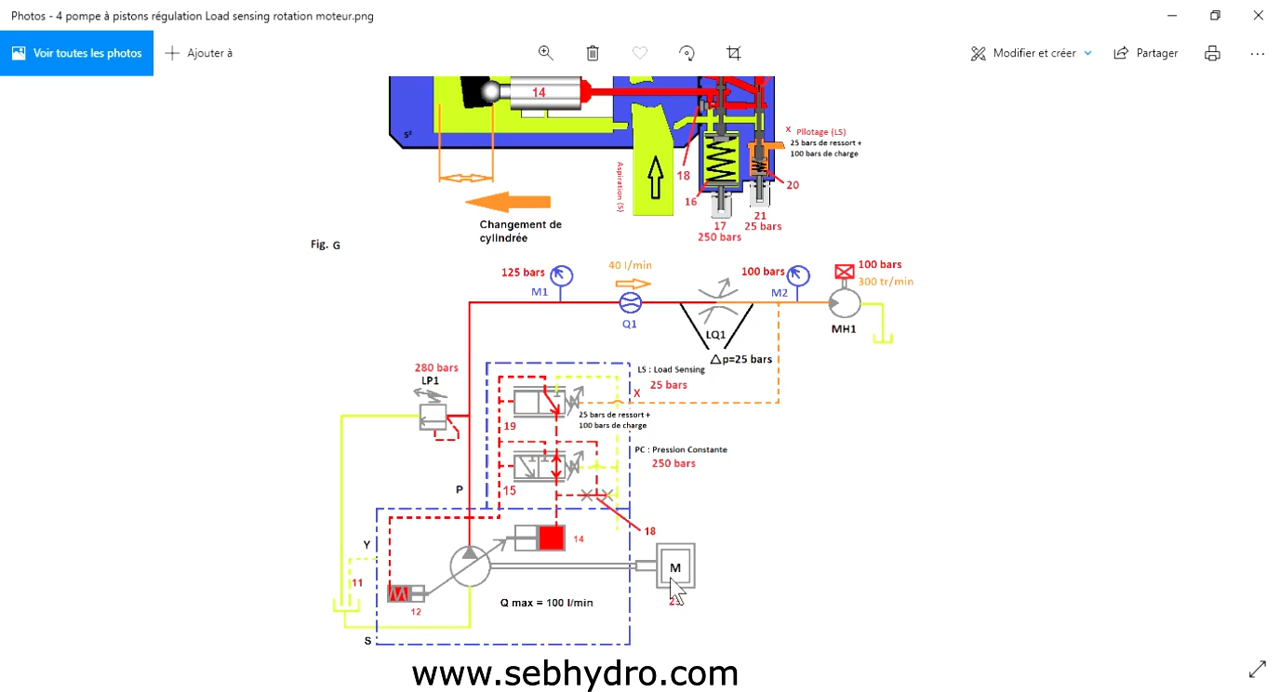 Photos - 4 pompe à pistons régulation Load sensing rotation moteur.png
Voir toutes les photos
Ajouter à
Modifier et créer
Partager
14
S²
X Pilotage (LS)
25 bars de ressort +
100 bars de charge
Aspiration (S)
18
20
16
17
250 bars
21
25 bars
Changement de
cylindrée
Fig. G
125 bars
M1
40 l/min
Q1
100 bars
M2
100 bars
300 tr/min
MH1
LQ1
△p=25 bars
280 bars
LP1
LS : Load Sensing
25 bars
X
25 bars de ressort +
100 bars de charge
19
PC : Pression Constante
250 bars
15
P
18
14
Y
11
12
M
Q max = 100 l/min
S
www.sebhydro.com